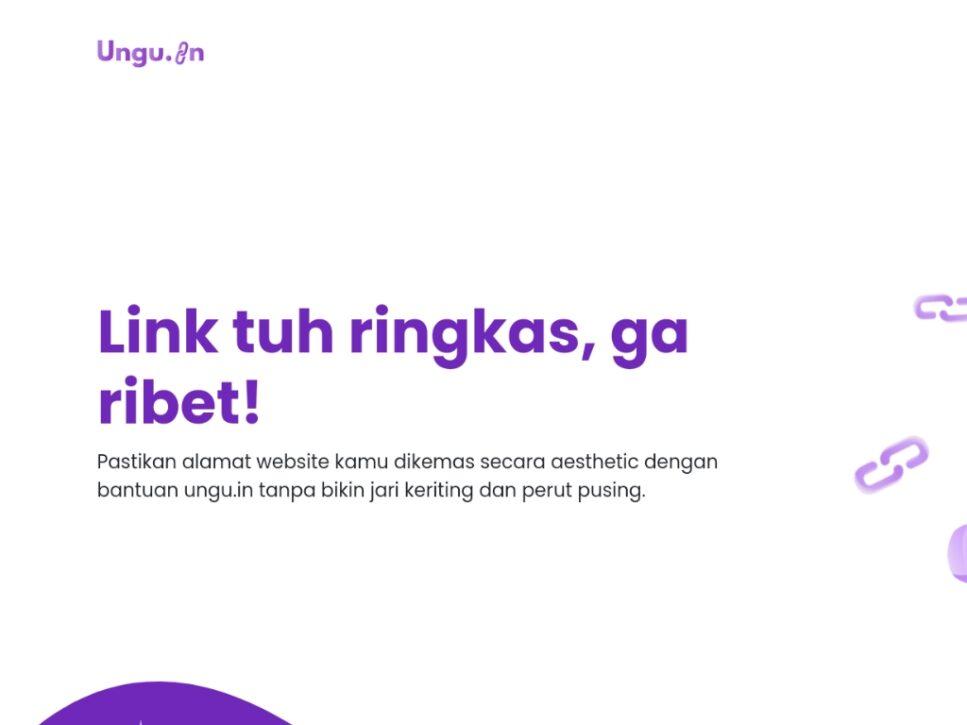 Ungu.in
Link tuh ringkas, ga
ribet!
Pastikan alamat website kamu dikemas secara aesthetic dengan
bantuan ungu.in tanpa bikin jari keriting dan perut pusing.